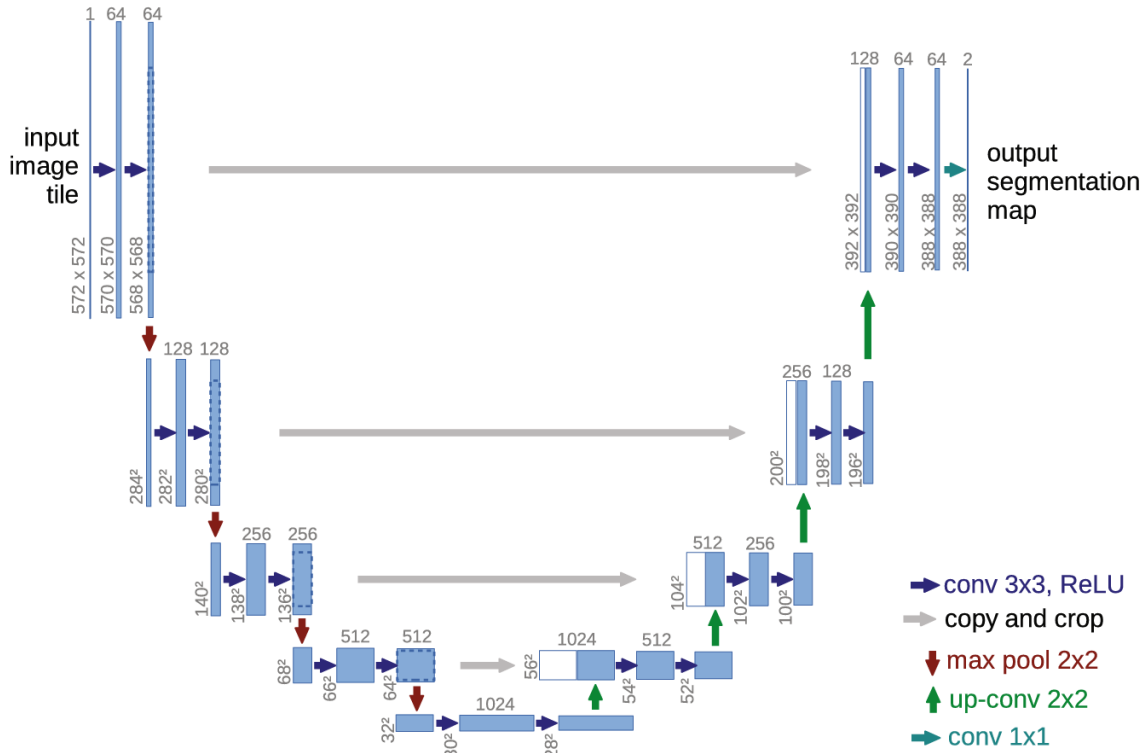 1 64 64
input
image
tile
572 x 572
570 x 570
568 x 568
128 64 64 2
output
segmentation
map
392 x 392
390 x 390
388 x 388
388 x 388
128 128
284²
282²
280²
256 128
200²
198²
196²
256 256
140²
138²
136²
512 256
104²
102²
100²
512 512
68²
66²
64²
1024 512
56²
54²
52²
1024
32²
30²
28²
conv 3x3, ReLU
copy and crop
max pool 2x2
up-conv 2x2
conv 1x1